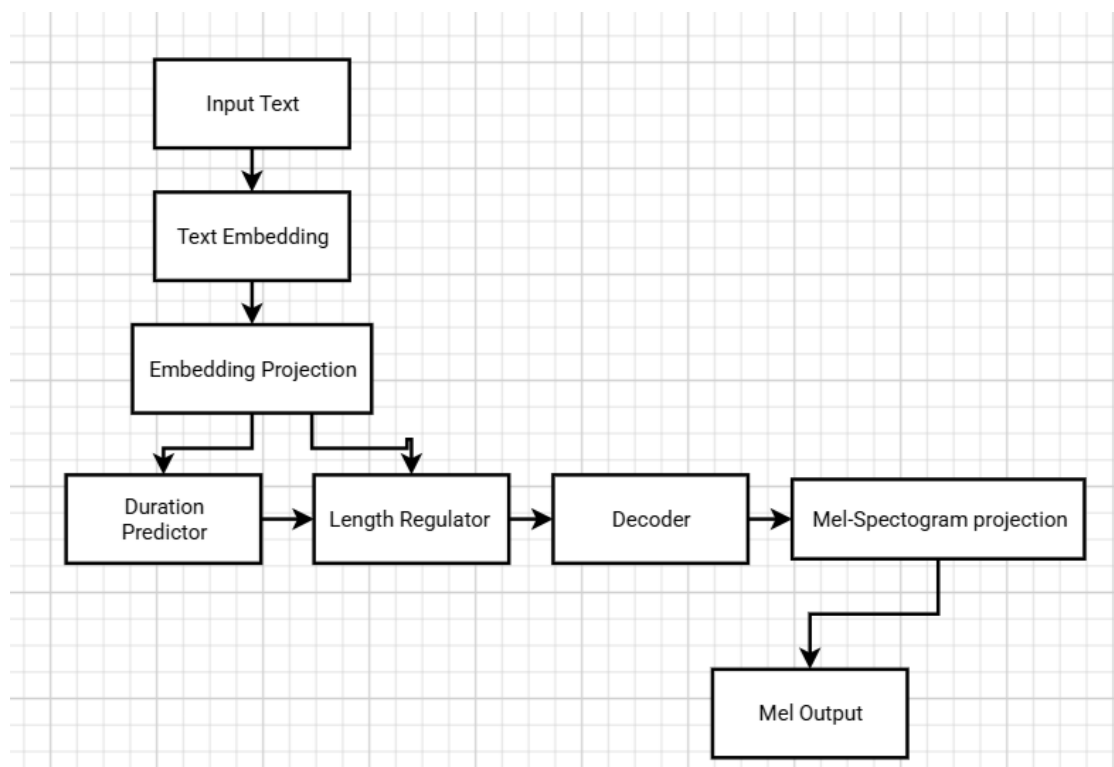 Input Text
Text Embedding
Embedding Projection
Duration
Predictor
Length Regulator
Decoder
Mel-Spectogram projection
Mel Output